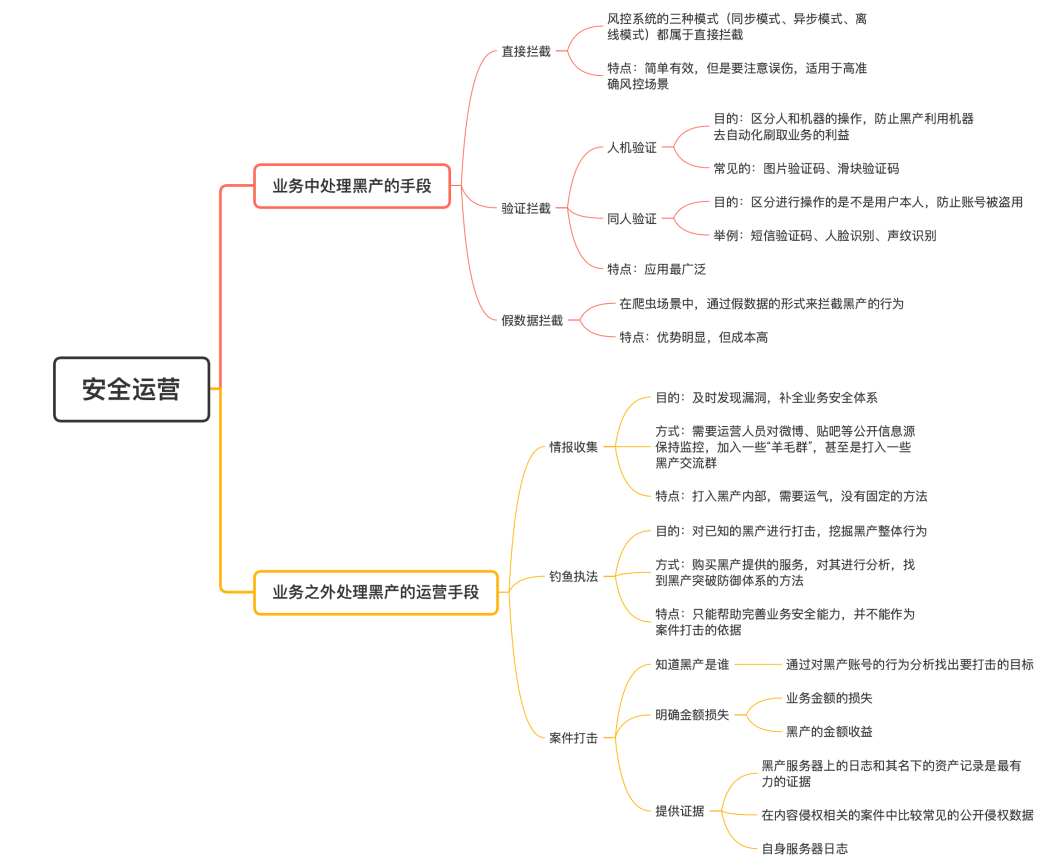 安全运营
业务中处理黑产的手段
直接拦截
风控系统的三种模式（同步模式、异步模式、离
线模式）都属于直接拦截
特点：简单有效，但是要注意误伤，适用于高准
确风控场景
验证拦截
人机验证
目的：区分人和机器的操作，防止黑产利用机器
去自动化刷取业务的利益
常见的：图片验证码、滑块验证码
同人验证
目的：区分进行操作的是不是用户本人，防止账号被盗用
举例：短信验证码、人脸识别、声纹识别
特点：应用最广泛
假数据拦截
在爬虫场景中，通过假数据的形式来拦截黑产的行为
特点：优势明显，但成本高
业务之外处理黑产的运营手段
情报收集
目的：及时发现漏洞，补全业务安全体系
方式：需要运营人员对微博、贴吧等公开信息源
保持监控，加入一些“羊毛群”，甚至是打入一些
黑产交流群
特点：打入黑产内部，需要运气，没有固定的方法
钓鱼执法
目的：对已知的黑产进行打击，挖掘黑产整体行为
方式：购买黑产提供的服务，对其进行分析，找
到黑产突破防御体系的方法
特点：只能帮助完善业务安全能力，并不能作为
案件打击的依据
案件打击
知道黑产是谁
通过对黑产账号的行为分析找出要打击的目标
明确金额损失
业务金额的损失
黑产的金额收益
提供证据
黑产服务器上的日志和其名下的资产记录是最有
力的证据
在内容侵权相关的案件中比较常见的公开侵权数据
自身服务器日志